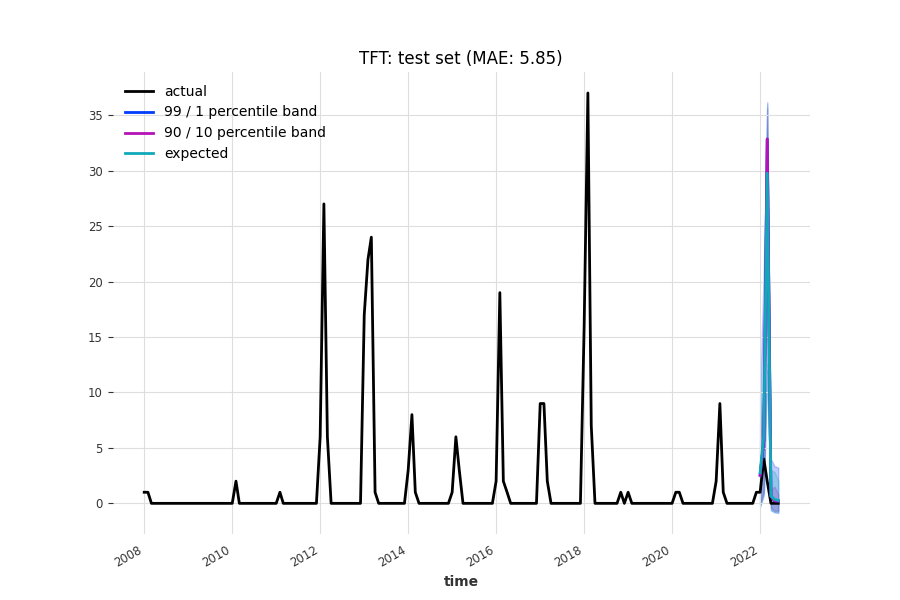 TFT: test set (MAE: 5.85)
actual
99 / 1 percentile band
90 / 10 percentile band
expected
35
30
25
20
15
10
5
0
2008
2010
2012
2014
2016
2018
2020
2022
time